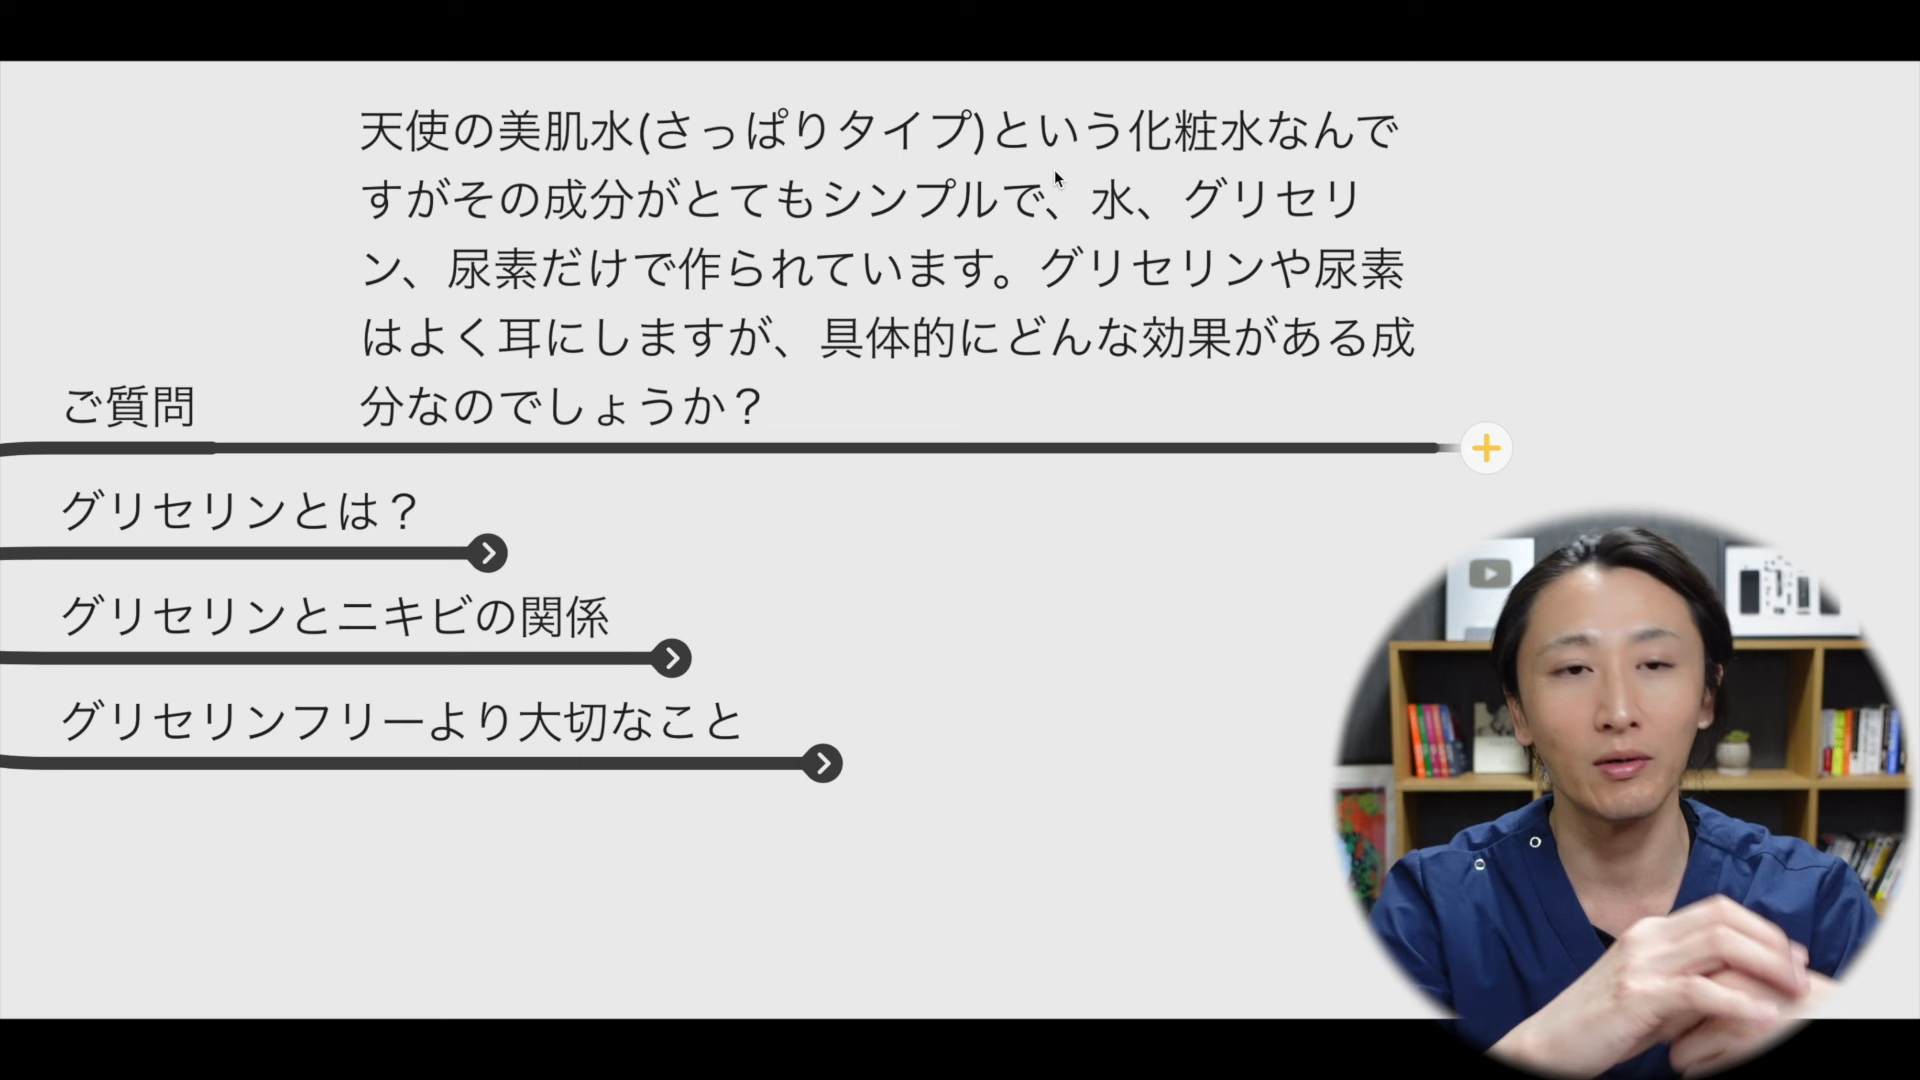 天使の美肌水(さっぱりタイプ)という化粧水なんで
すがその成分がとてもシンプルで、水、グリセリ
ン、尿素だけで作られています。グリセリンや尿素
はよく耳にしますが、具体的にどんな効果がある成
分なのでしょうか？
ご質問
グリセリンとは？
グリセリンとニキビの関係
グリセリンフリーより大切なこと